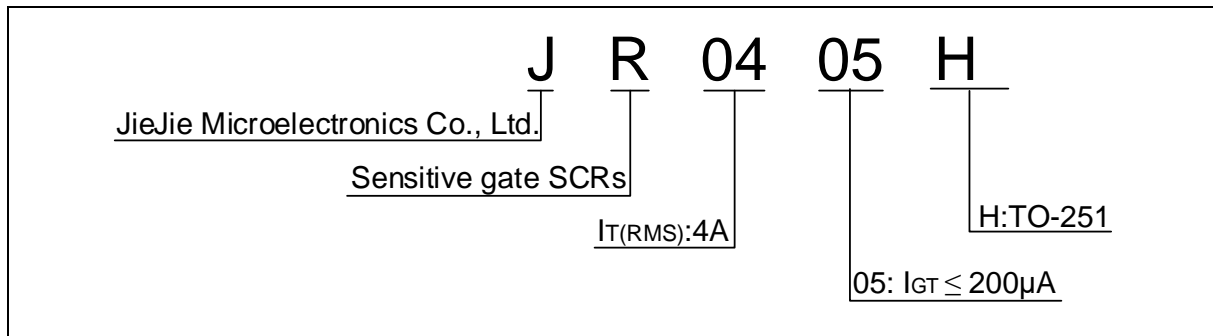 J R 04 05 H
JieJie Microelectronics Co., Ltd.
Sensitive gate SCRs
IT(RMS):4A
H:TO-251
05: IGT ≤ 200μA